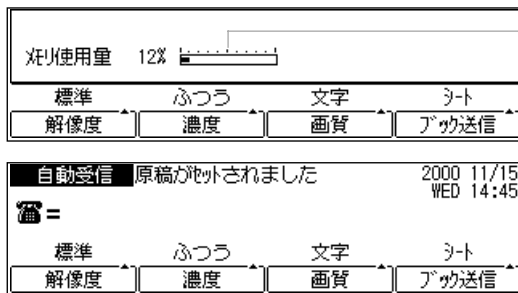 ﾒﾓﾘ使用量 12%
標準 ふつう 文字 ｼｰﾄ
解像度 濃度 画質 ﾌﾞｯｸ送信
自動受信 原稿がｾｯﾄされました 2000 11/15
WED 14:45
☎=
標準 ふつう 文字 ｼｰﾄ
解像度 濃度 画質 ﾌﾞｯｸ送信